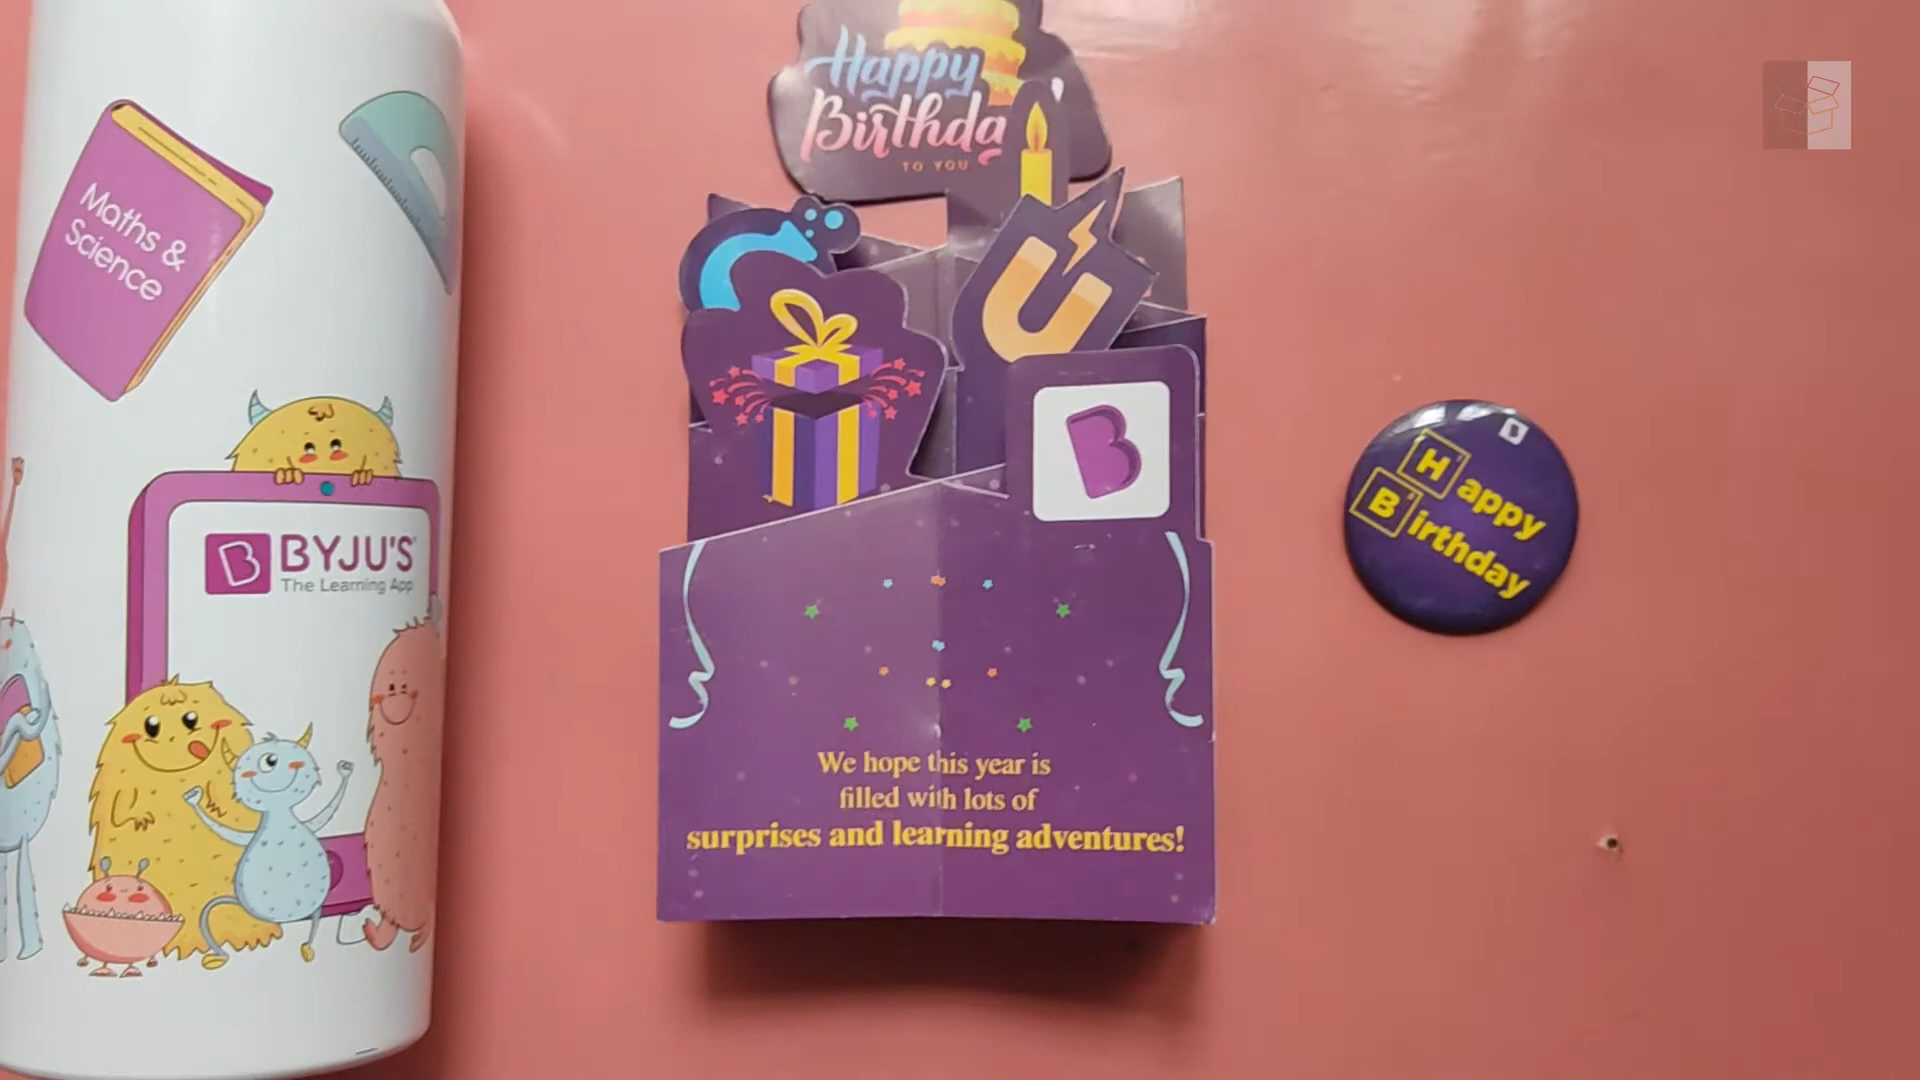 Maths &
Science
BYJU'S
The Learning App
Happy
Birthda
TO YOU
B
We hope this year is
filled with lots of
surprises and learning adventures!
Happy
Birthday